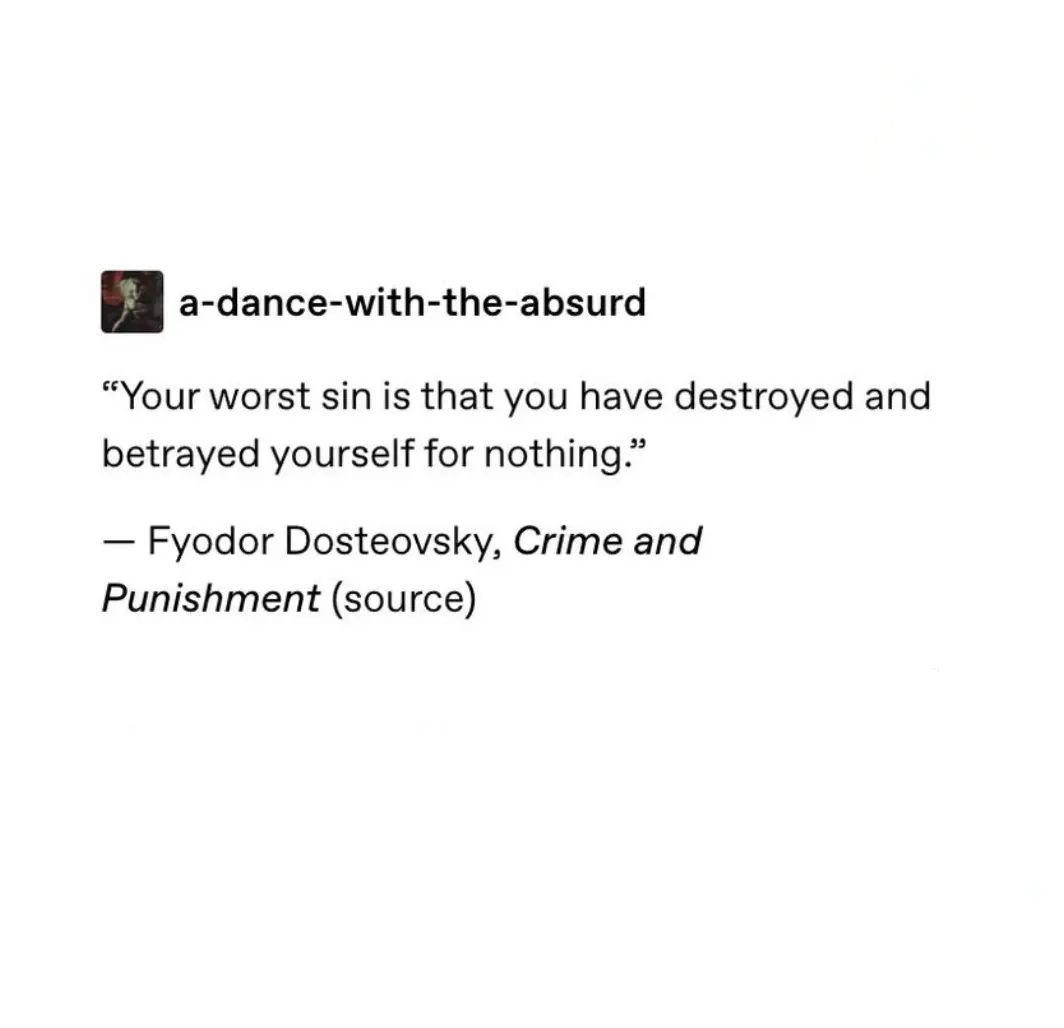 a-dance-with-the-absurd
“Your worst sin is that you have destroyed and
betrayed yourself for nothing.”
— Fyodor Dosteovsky, Crime and
Punishment (source)